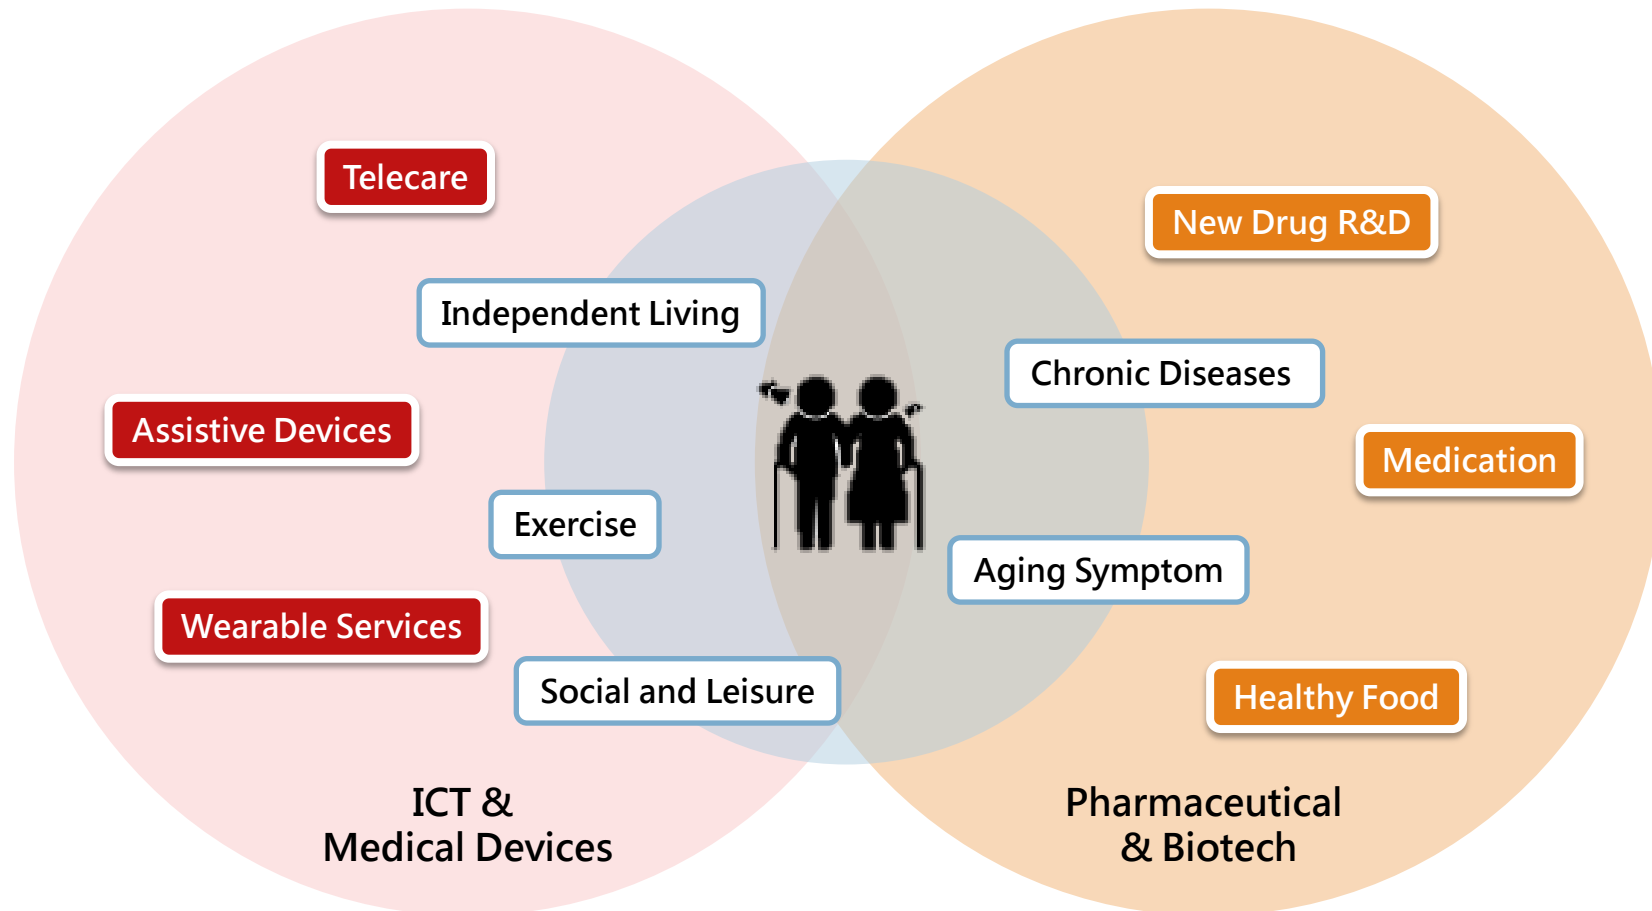 Telecare
New Drug R&D
Independent Living
Chronic Diseases
Assistive Devices
Medication
Exercise
Aging Symptom
Wearable Services
Social and Leisure
Healthy Food
ICT &
Medical Devices
Pharmaceutical
& Biotech